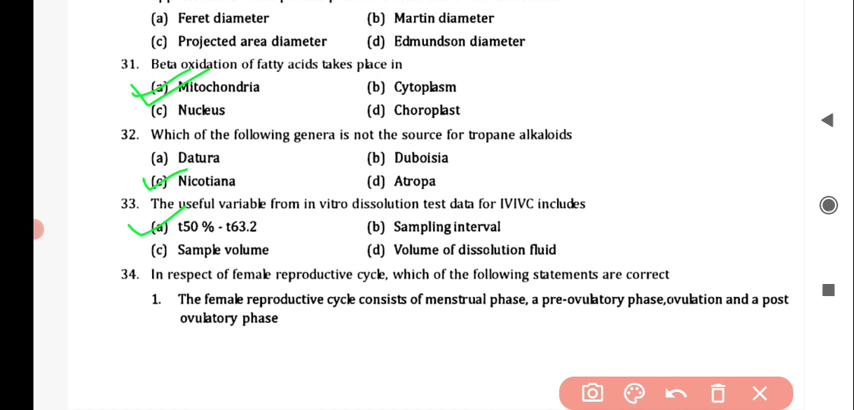 (a) Feret diameter (b) Martin diameter
(c) Projected area diameter (d) Edmundson diameter
31. Beta oxidation of fatty acids takes place in
(a) Mitochondria (b) Cytoplasm
(c) Nucleus (d) Choroplast
32. Which of the following genera is not the source for tropane alkaloids
(a) Datura (b) Duboisia
(c) Nicotiana (d) Atropa
33. The useful variable from in vitro dissolution test data for IVIVC includes
(a) t50 % - t63.2 (b) Sampling interval
(c) Sample volume (d) Volume of dissolution fluid
34. In respect of female reproductive cycle, which of the following statements are correct
1. The female reproductive cycle consists of menstrual phase, a pre-ovulatory phase,ovulation and a post
ovulatory phase